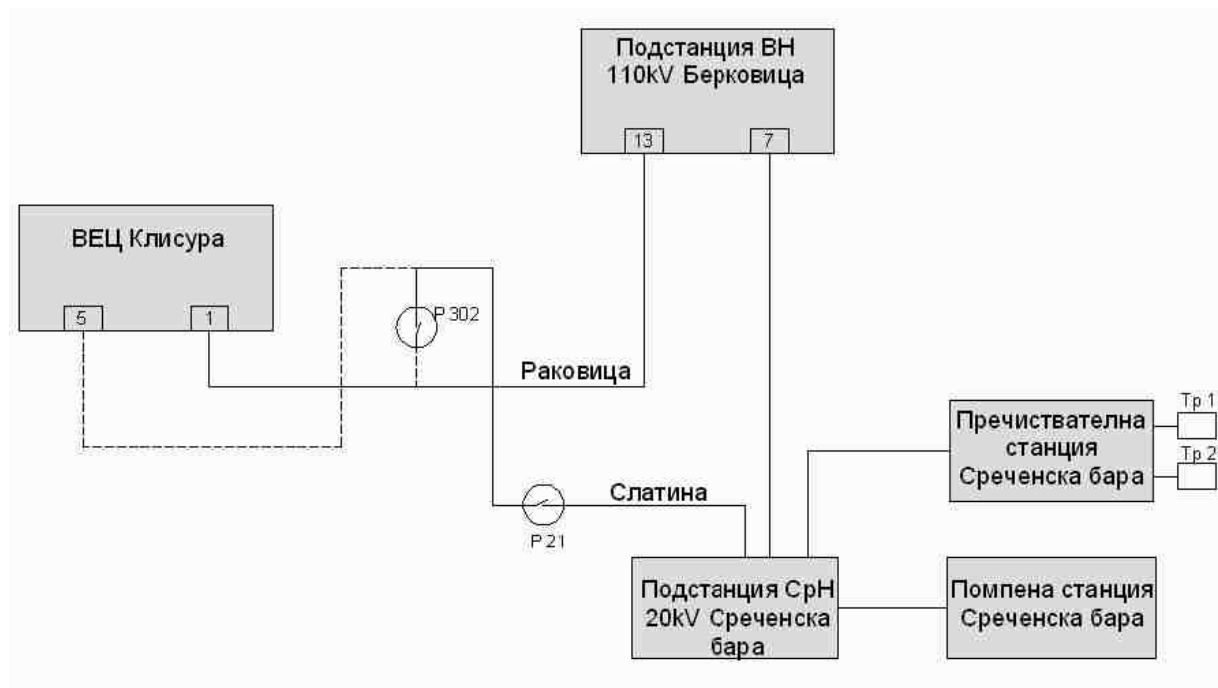 Подстанция ВН
110kV Берковица
13
7
ВЕЦ Клисура
5
1
Р 302
Раковица
Слатина
Р 21
Пречиствателна
станция
Среченска бара
Тр 1
Тр 2
Подстанция СрН
20kV Среченска
бара
Помпена станция
Среченска бара